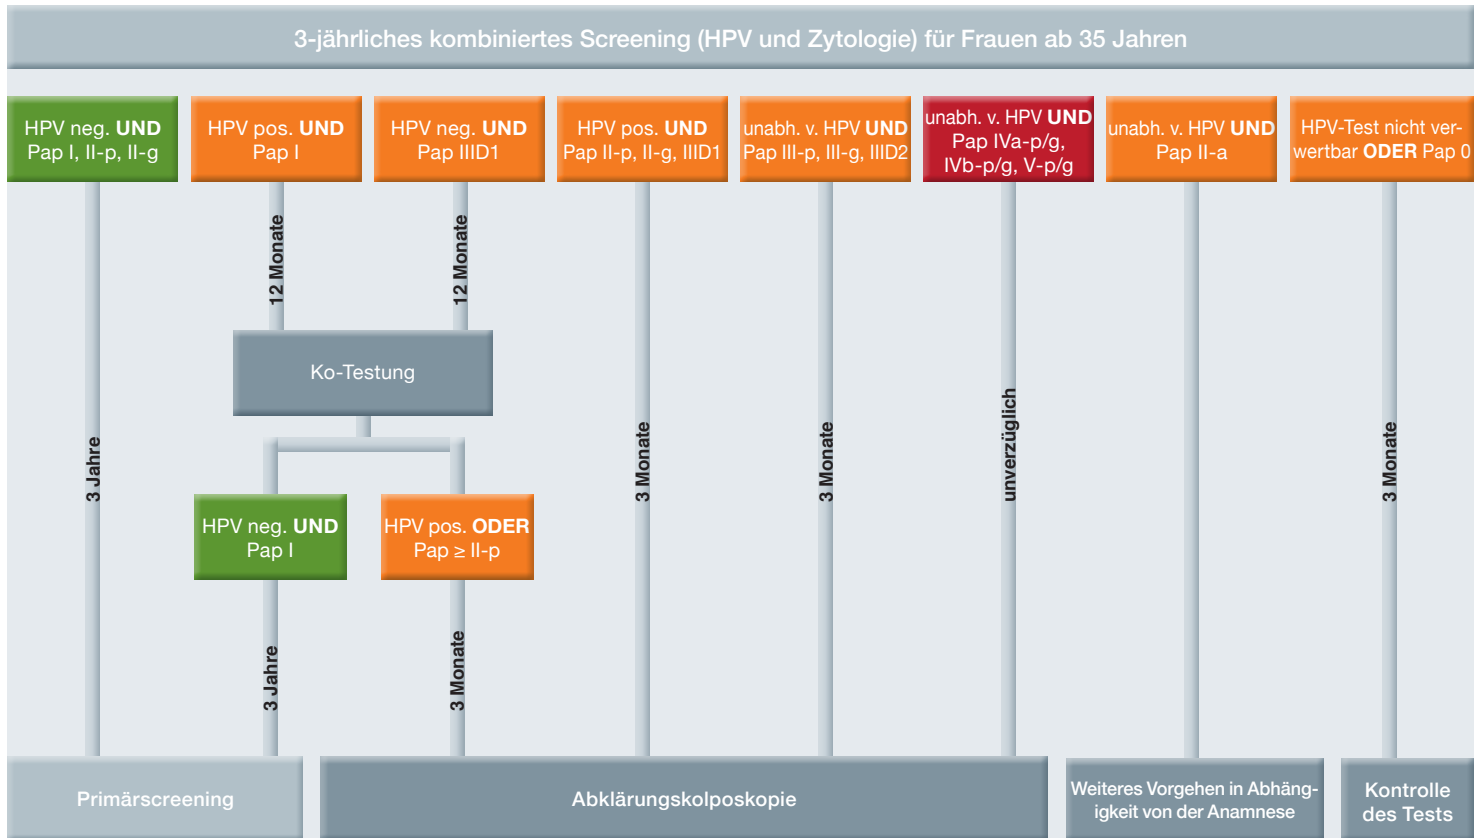 3-jährliches kombiniertes Screening (HPV und Zytologie) für Frauen ab 35 Jahren
HPV neg. UND
Pap I, II-p, II-g
HPV pos. UND
Pap I
HPV neg. UND
Pap IIID1
HPV pos. UND
Pap II-p, II-g, IIID1
unabh. v. HPV UND
Pap III-p, III-g, IIID2
unabh. v. HPV UND
Pap IVa-p/g,
IVb-p/g, V-p/g
unabh. v. HPV UND
Pap II-a
HPV-Test nicht ver-
wertbar ODER Pap 0
12 Monate
12 Monate
Ko-Testung
3 Jahre
3 Monate
3 Monate
unverzüglich
3 Monate
HPV neg. UND
Pap I
HPV pos. ODER
Pap ≥ II-p
3 Jahre
3 Monate
Primärscreening
Abklärungskolposkopie
Weiteres Vorgehen in Abhäng-
igkeit von der Anamnese
Kontrolle
des Tests